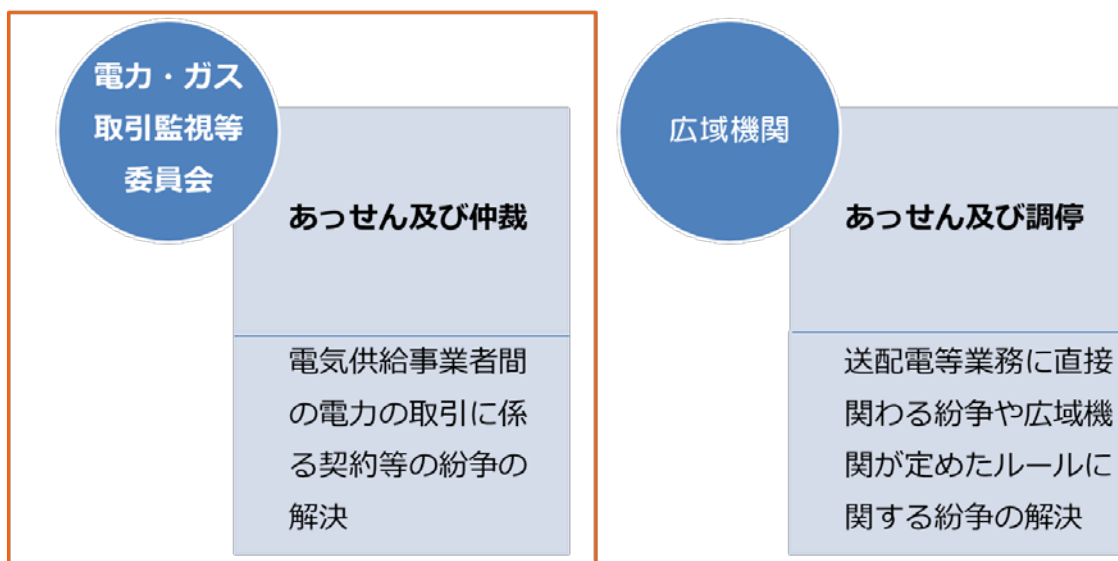 電力・ガス
取引監視等
委員会
あっせん及び仲裁
電気供給事業者間
の電力の取引に係
る契約等の紛争の
解決
広域機関
あっせん及び調停
送配電等業務に直接
関わる紛争や広域機
関が定めたルールに
関する紛争の解決